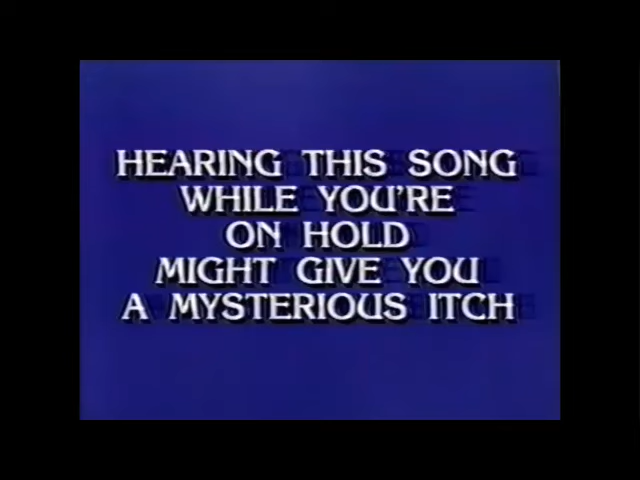 HEARING THIS SONG
WHILE YOU'RE
ON HOLD
MIGHT GIVE YOU
A MYSTERIOUS ITCH